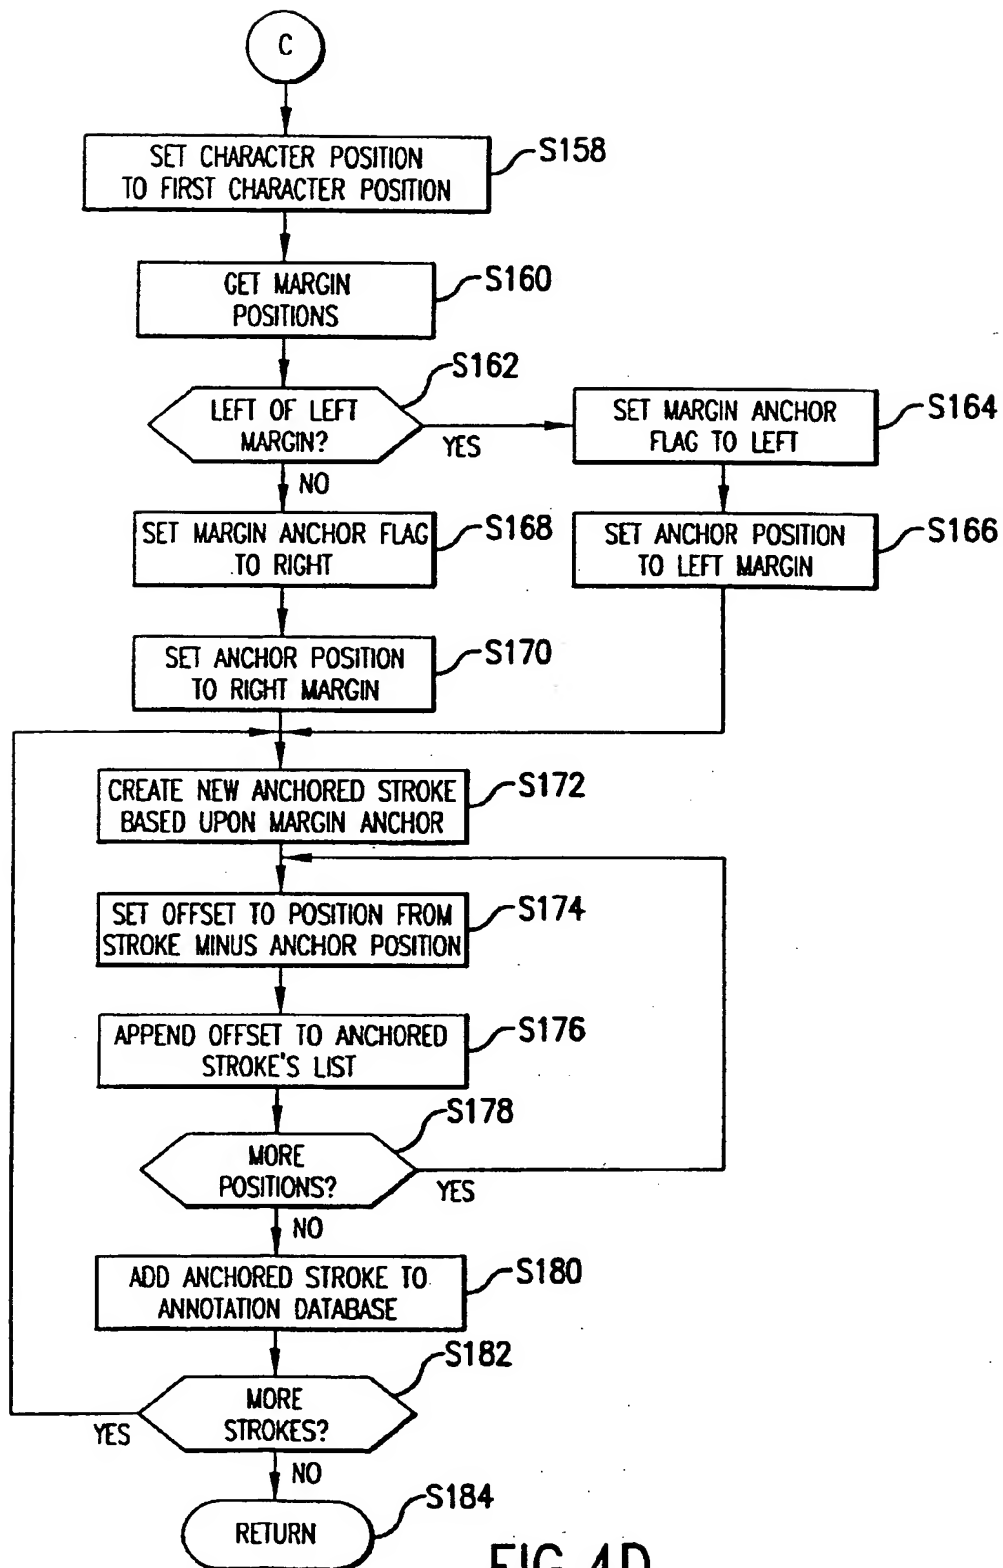 C
SET CHARACTER POSITION
TO FIRST CHARACTER POSITION
S158
GET MARGIN
POSITIONS
S160
LEFT OF LEFT
MARGIN?
S162
YES
NO
SET MARGIN ANCHOR
FLAG TO LEFT
S164
SET MARGIN ANCHOR FLAG
TO RIGHT
S168
SET ANCHOR POSITION
TO LEFT MARGIN
S166
SET ANCHOR POSITION
TO RIGHT MARGIN
S170
CREATE NEW ANCHORED STROKE
BASED UPON MARGIN ANCHOR
S172
SET OFFSET TO POSITION FROM
STROKE MINUS ANCHOR POSITION
S174
APPEND OFFSET TO ANCHORED
STROKE'S LIST
S176
MORE
POSITIONS?
S178
YES
NO
ADD ANCHORED STROKE TO
ANNOTATION DATABASE
S180
MORE
STROKES?
S182
YES
NO
RETURN
S184
FIG.4D